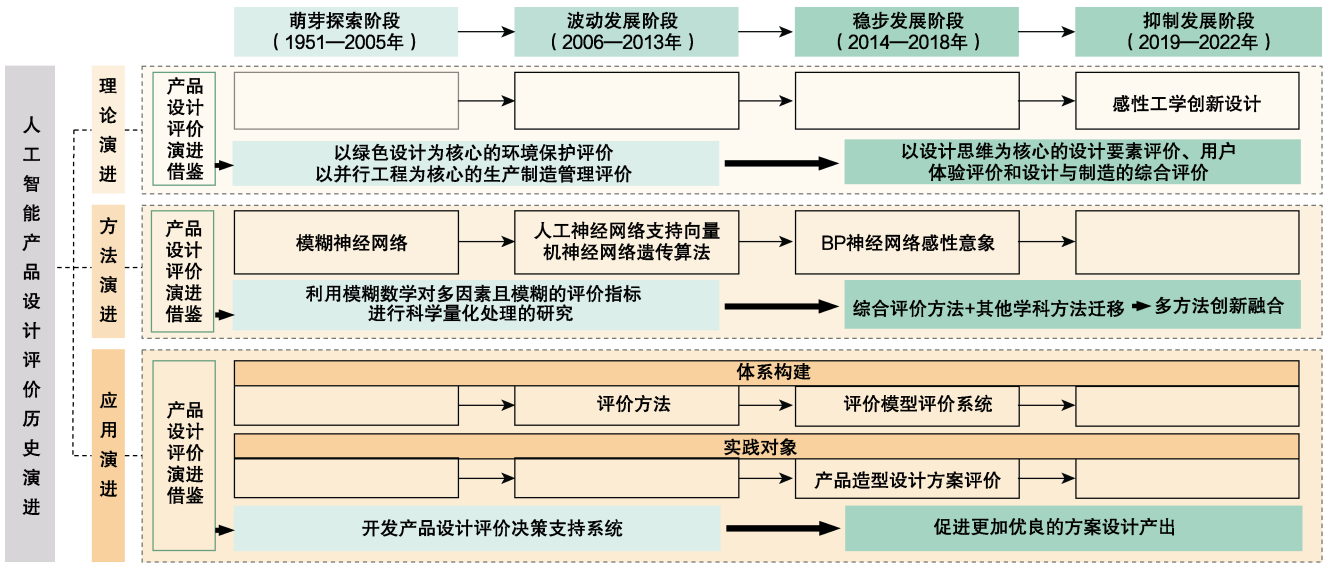 萌芽探索阶段
（1951—2005年）
波动发展阶段
（2006—2013年）
稳步发展阶段
（2014—2018年）
抑制发展阶段
（2019—2022年）
人工智能产品设计评价历史演进
理论演进
产品
设计
评价
演进
借鉴
感性工学创新设计
以绿色设计为核心的环境保护评价
以并行工程为核心的生产制造管理评价
以设计思维为核心的设计要素评价、用户
体验评价和设计与制造的综合评价
方法演进
产品
设计
评价
演进
借鉴
模糊神经网络
人工神经网络支持向量
机神经网络遗传算法
BP神经网络感性意象
利用模糊数学对多因素且模糊的评价指标
进行科学量化处理的研究
综合评价方法+其他学科方法迁移
多方法创新融合
应用演进
产品
设计
评价
演进
借鉴
体系构建
评价方法
评价模型评价系统
实践对象
产品造型设计方案评价
开发产品设计评价决策支持系统
促进更加优良的方案设计产出